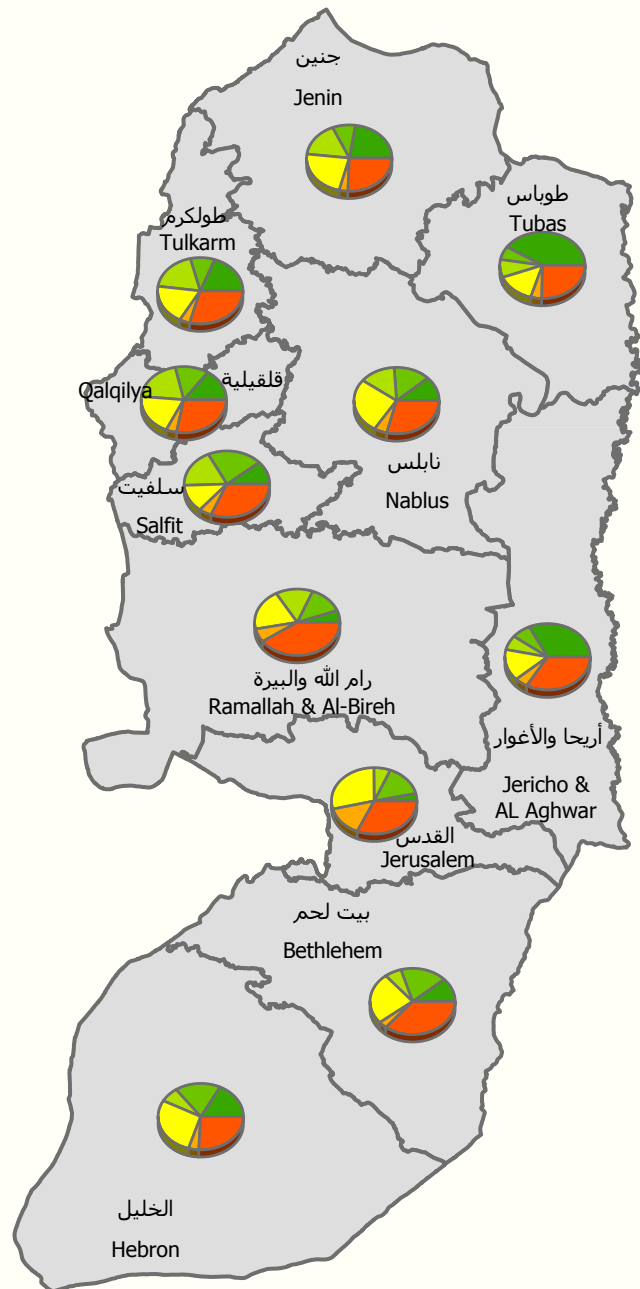 جنين
Jenin
طوباس
Tubas
طولكرم
Tulkarm
قلقيلية
Qalqilya
نابلس
Nablus
سلفيت
Salfit
رام الله والبيرة
Ramallah & Al-Bireh
أريحا والأغوار
Jericho &
AL Aghwar
القدس
Jerusalem
بيت لحم
Bethlehem
الخليل
Hebron